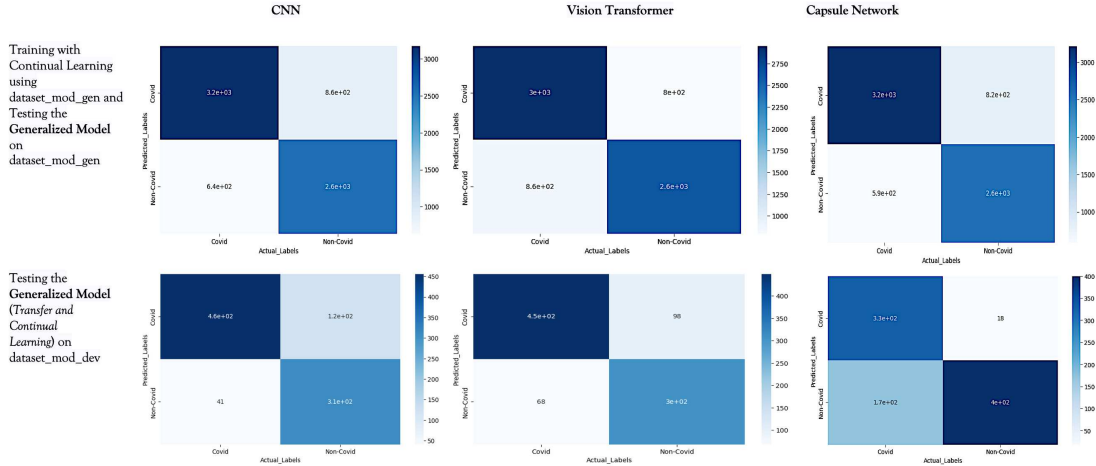 CNN
Vision Transformer
Capsule Network
Training with
Continual Learning
using
dataset_mod_gen and
Testing the
Generalized Model
on
dataset_mod_gen
Predicted_Labels
Covid
Non-Covid
3.2e+03
8.6e+02
6.4e+02
2.6e+03
Covid
Non-Covid
Actual_Labels
3000
2500
2000
1500
1000
Predicted_Labels
Covid
Non-Covid
3e+03
8e+02
8.6e+02
2.6e+03
Covid
Non-Covid
Actual_Labels
2750
2500
2250
2000
1750
1500
1250
1000
Predicted_Labels
Covid
Non-Covid
3.2e+03
8.2e+02
5.9e+02
2.6e+03
Covid
Non-Covid
Actual_Labels
3000
2500
2000
1500
1000
Testing the
Generalized Model
(Transfer and
Continual
Learning) on
dataset_mod_dev
Predicted_Labels
Covid
Non-Covid
4.6e+02
1.2e+02
41
3.1e+02
Covid
Non-Covid
Actual_Labels
450
400
350
300
250
200
150
100
50
Predicted_Labels
Covid
Non-Covid
4.5e+02
98
68
3e+02
Covid
Non-Covid
Actual_Labels
400
350
300
250
200
150
100
Predicted_Labels
Covid
Non-Covid
3.3e+02
18
1.7e+02
4e+02
Covid
Non-Covid
Actual_Labels
400
350
300
250
200
150
100
50